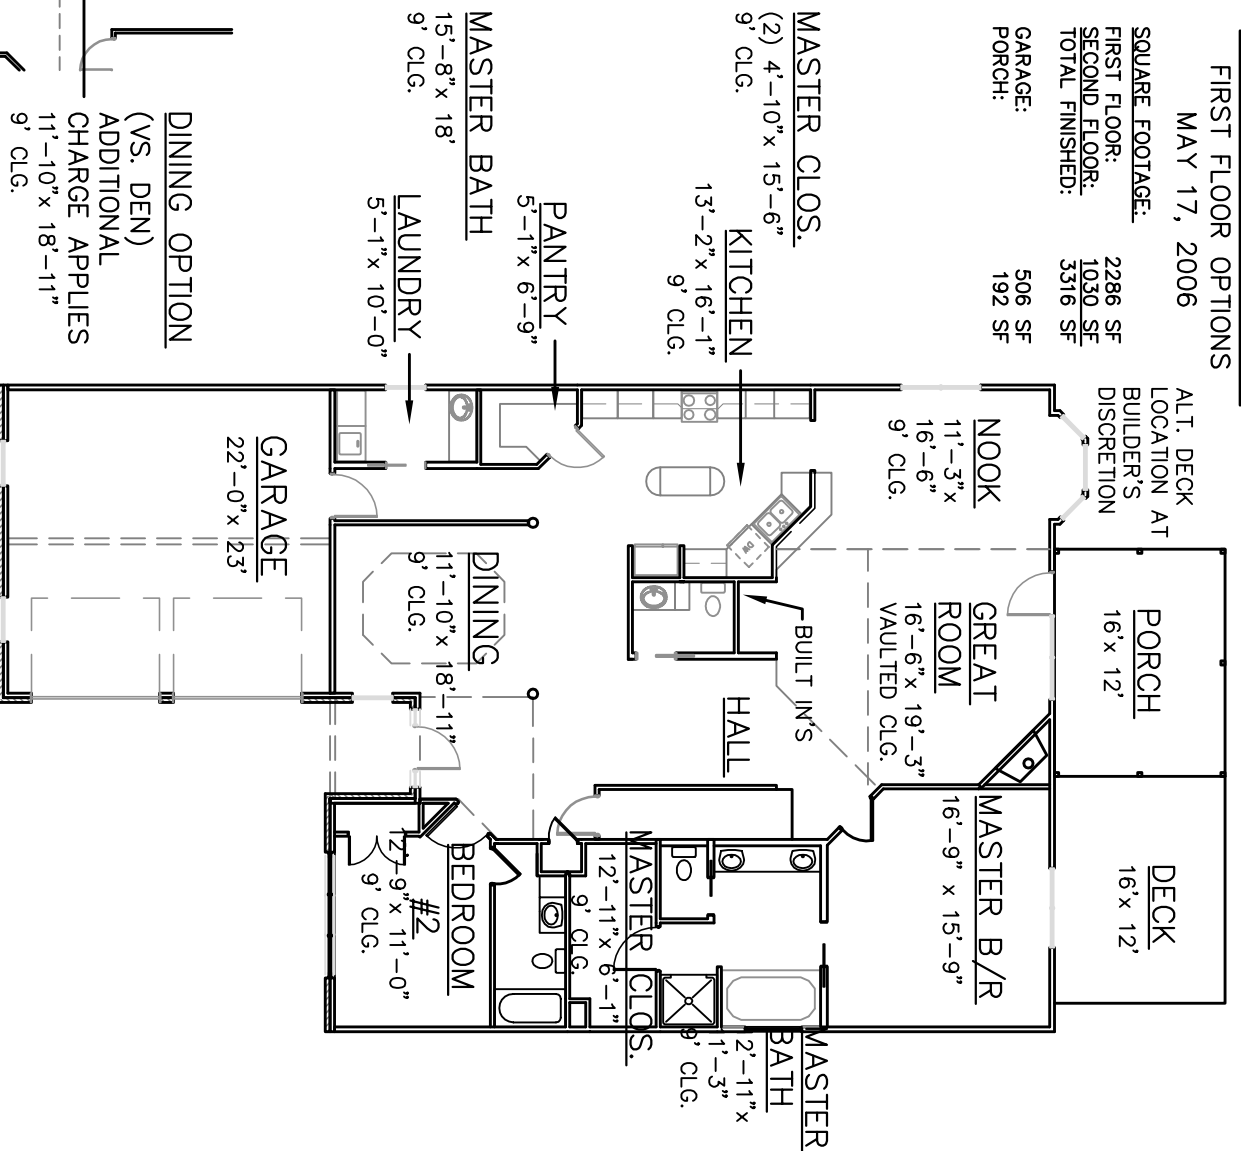 FIRST FLOOR OPTIONS
MAY 17, 2006
SQUARE FOOTAGE:
FIRST FLOOR: 2286 SF
SECOND FLOOR: 1030 SF
TOTAL FINISHED: 3316 SF
GARAGE: 506 SF
PORCH: 192 SF
ALT. DECK
LOCATION AT
BUILDER'S
DISCRETION
PORCH
16'x 12'
DECK
16'x 12'
NOOK
11'-3"x
16'-6"
9' CLG.
GREAT
ROOM
16'-6"x 19'-3"
VAULTED CLG.
MASTER B/R
16'-9" x 15'-9"
MASTER CLOS.
(2) 4'-10"x 15'-6"
9' CLG.
KITCHEN
13'-2"x 16'-1"
9' CLG.
BUILT IN'S
HALL
D/W
MASTER
BATH
2'-11"x
1'-3"
9' CLG.
MASTER CLOS.
12'-11"x 6'-1"
9' CLG.
PANTRY
5'-1"x 6'-9"
MASTER BATH
15'-8"x 18'
9' CLG.
LAUNDRY
5'-1"x 10'-0"
DINING
11'-10"x 18'-11"
9' CLG.
BEDROOM
#2
12'-9"x 11'-0"
9' CLG.
GARAGE
22'-0"x 23'
DINING OPTION
(VS. DEN)
ADDITIONAL
CHARGE APPLIES
11'-10"x 18'-11"
9' CLG.